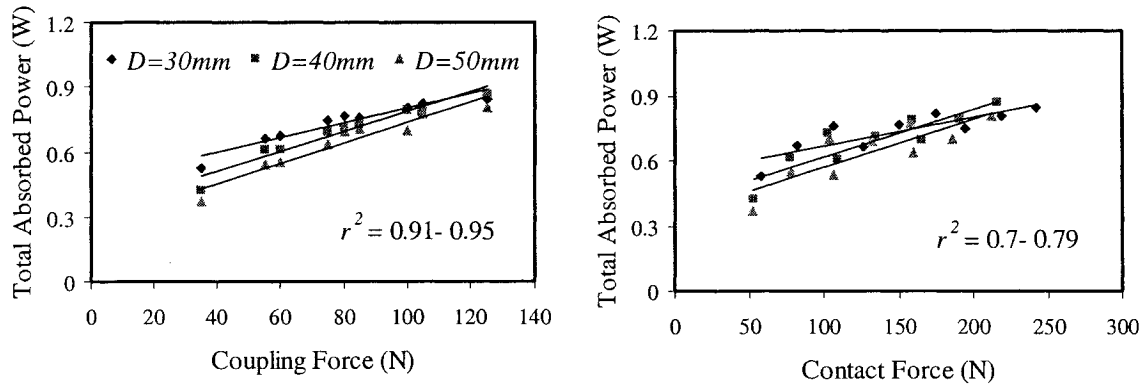 Total Absorbed Power (W)
1.2
0.9
0.6
0.3
0
D=30mm D=40mm D=50mm
r² = 0.91- 0.95
0 20 40 60 80 100 120 140
Coupling Force (N)
Total Absorbed Power (W)
1.2
0.9
0.6
0.3
0
r² = 0.7- 0.79
0 50 100 150 200 250 300
Contact Force (N)